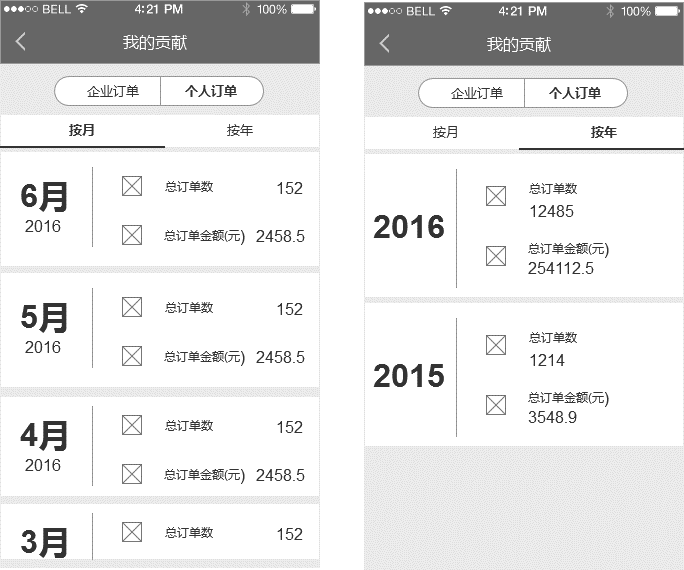 BELL 4:21 PM 100%
我的贡献
企业订单 个人订单
按月 按年
6月
2016
总订单数 152
总订单金额(元) 2458.5
5月
2016
总订单数 152
总订单金额(元) 2458.5
4月
2016
总订单数 152
总订单金额(元) 2458.5
3月
总订单数 152
BELL 4:21 PM 100%
我的贡献
企业订单 个人订单
按月 按年
2016
总订单数
12485
总订单金额(元)
254112.5
2015
总订单数
1214
总订单金额(元)
3548.9